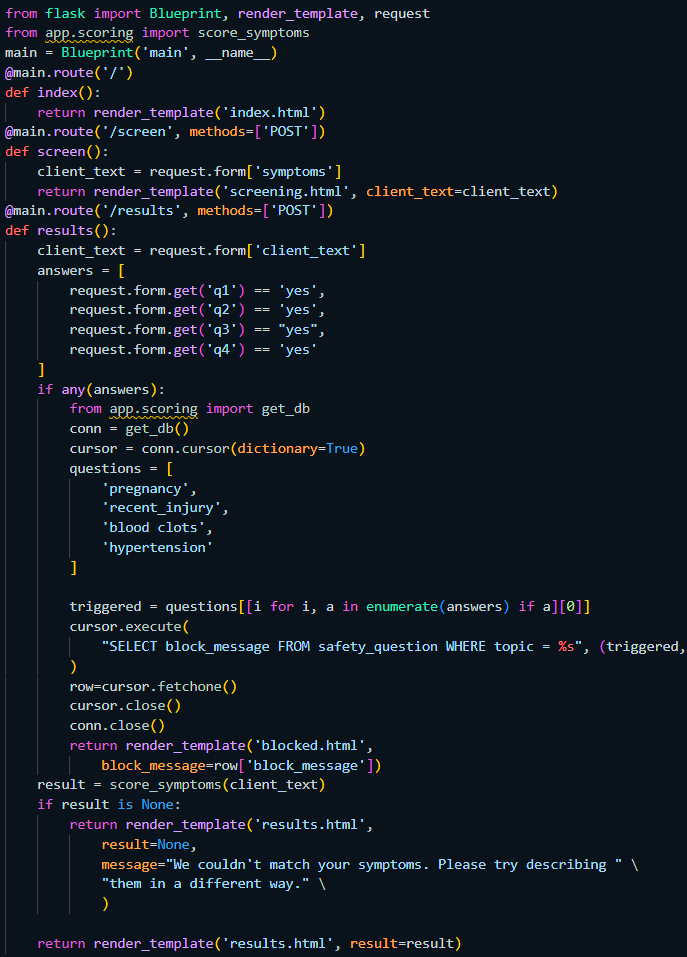 from flask import Blueprint, render_template, request
from app.scoring import score_symptoms
main = Blueprint('main', __name__)
@main.route('/')
def index():
    return render_template('index.html')
@main.route('/screen', methods=['POST'])
def screen():
    client_text = request.form['symptoms']
    return render_template('screening.html', client_text=client_text)
@main.route('/results', methods=['POST'])
def results():
    client_text = request.form['client_text']
    answers = [
        request.form.get('q1') == 'yes',
        request.form.get('q2') == 'yes',
        request.form.get('q3') == "yes",
        request.form.get('q4') == 'yes'
    ]
    if any(answers):
        from app.scoring import get_db
        conn = get_db()
        cursor = conn.cursor(dictionary=True)
        questions = [
            'pregnancy',
            'recent_injury',
            'blood clots',
            'hypertension'
        ]

        triggered = questions[[i for i, a in enumerate(answers) if a][0]]
        cursor.execute(
            "SELECT block_message FROM safety_question WHERE topic = %s", (triggered,
        )
        row=cursor.fetchone()
        cursor.close()
        conn.close()
        return render_template('blocked.html',
            block_message=row['block_message'])
    result = score_symptoms(client_text)
    if result is None:
        return render_template('results.html',
            result=None,
            message="We couldn't match your symptoms. Please try describing " \
            "them in a different way." \
            )

    return render_template('results.html', result=result)